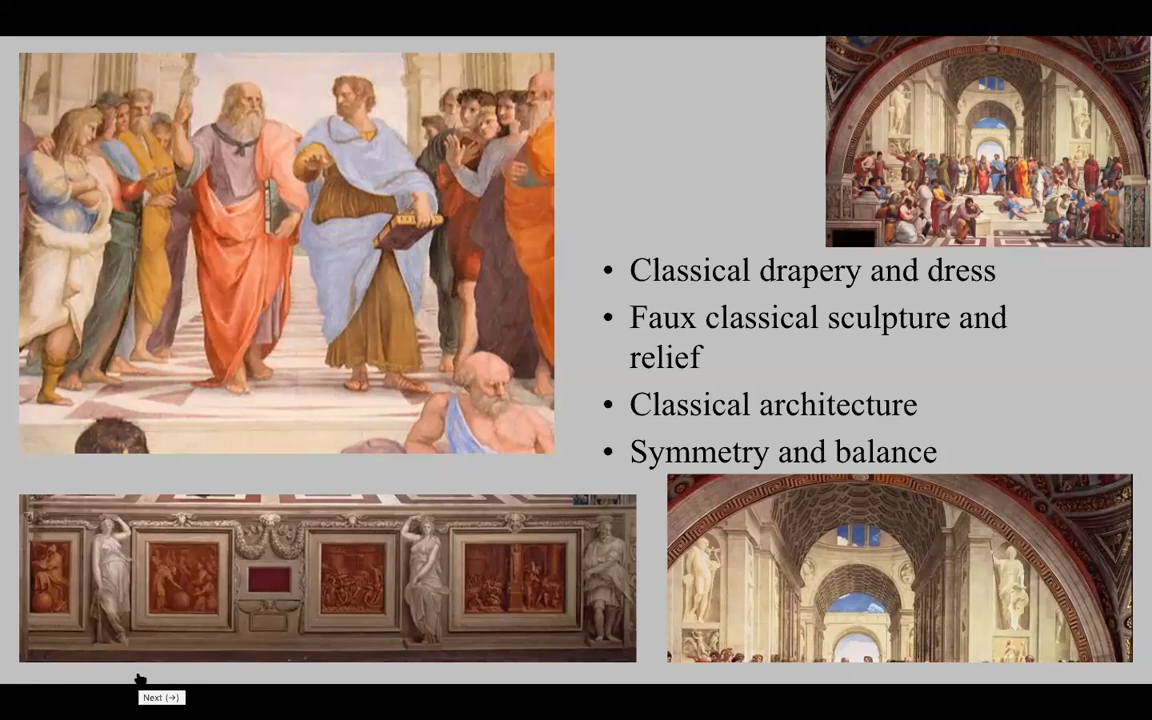 • Classical drapery and dress
• Faux classical sculpture and
relief
• Classical architecture
• Symmetry and balance
Next (→)